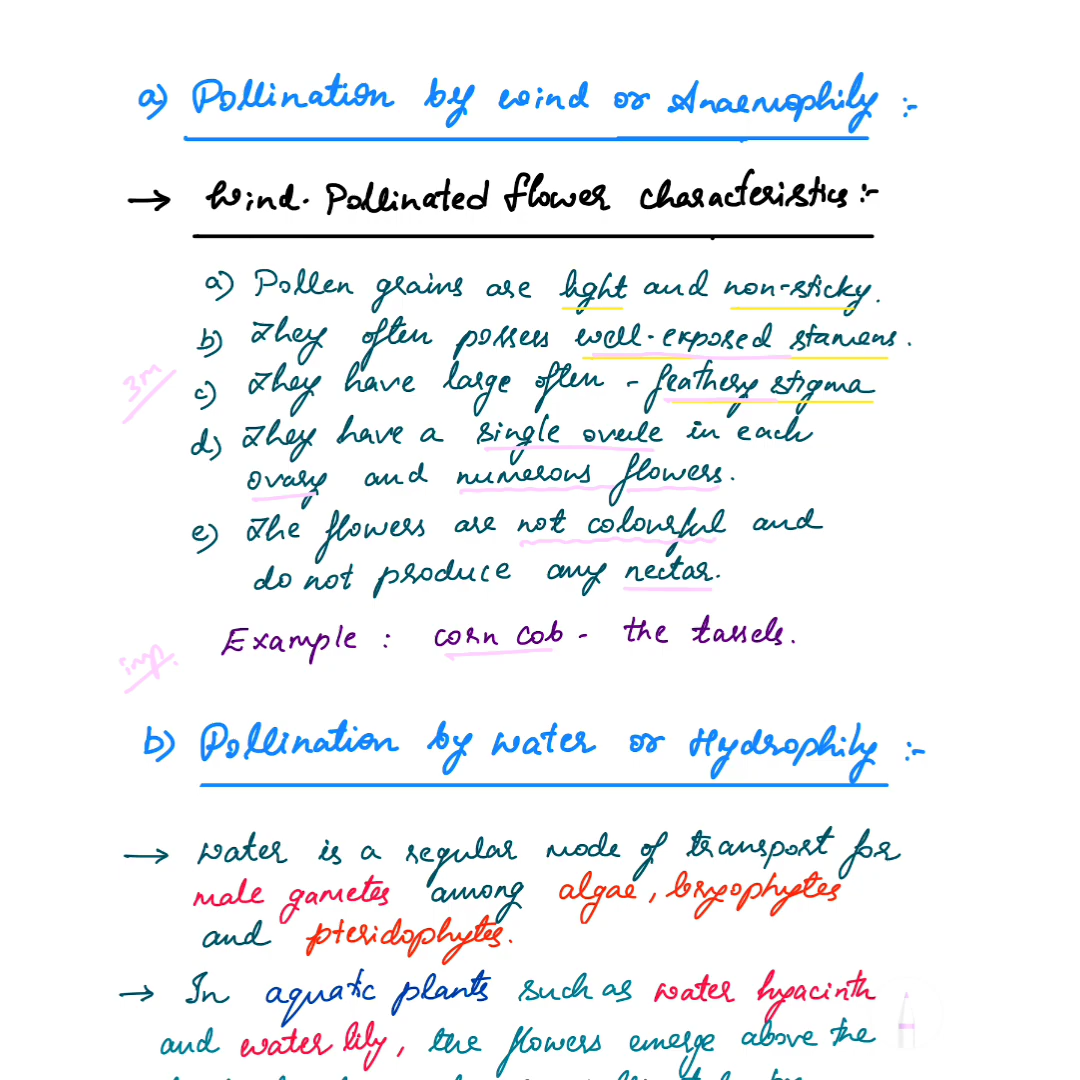 a) Pollination by wind or Anaemophily :-
→ Wind. Pollinated flower characteristics :-
a) Pollen grains are light and non-sticky.
b) They often possess well-exposed stamens.
3m
c) They have large often - feathery stigma
d) They have a single ovule in each
ovary and numerous flowers.
e) The flowers are not colourful and
do not produce any nectar.
Example : corn cob - the tassels.
imp.
b) Pollination by water or Hydrophily :-
→ Water is a regular mode of transport for
male gametes among algae, bryophytes
and pteridophytes.
→ In aquatic plants such as water hyacinth
and water lily, the flowers emerge above the